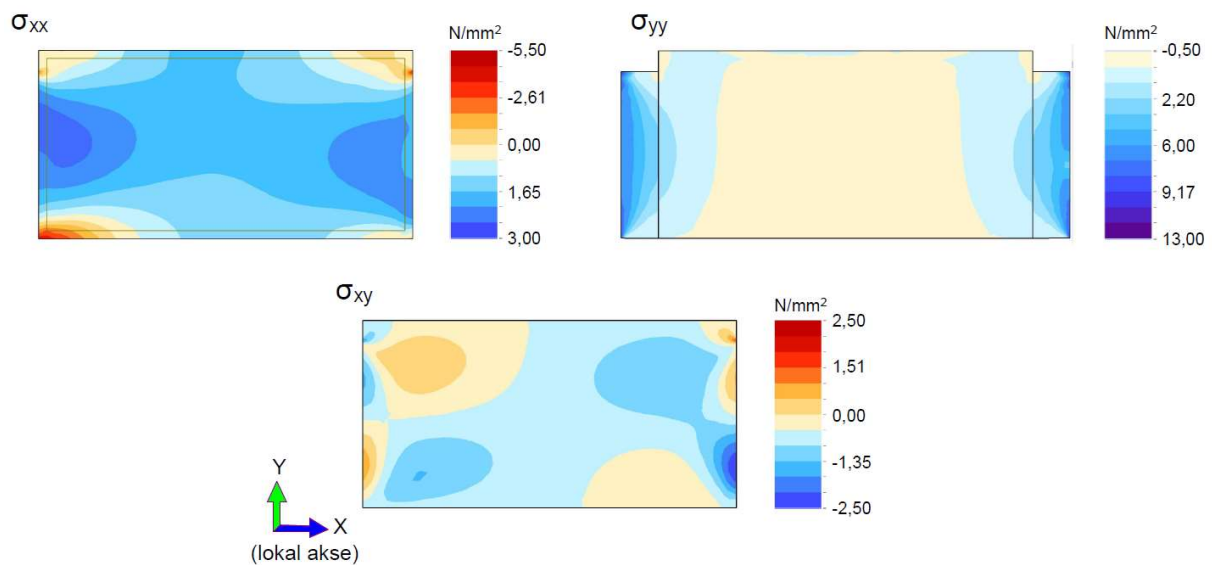 σxx
N/mm²
-5,50
-2,61
0,00
1,65
3,00
σyy
N/mm²
-0,50
2,20
6,00
9,17
13,00
σxy
N/mm²
2,50
1,51
0,00
-1,35
-2,50
Y
X
(lokal akse)